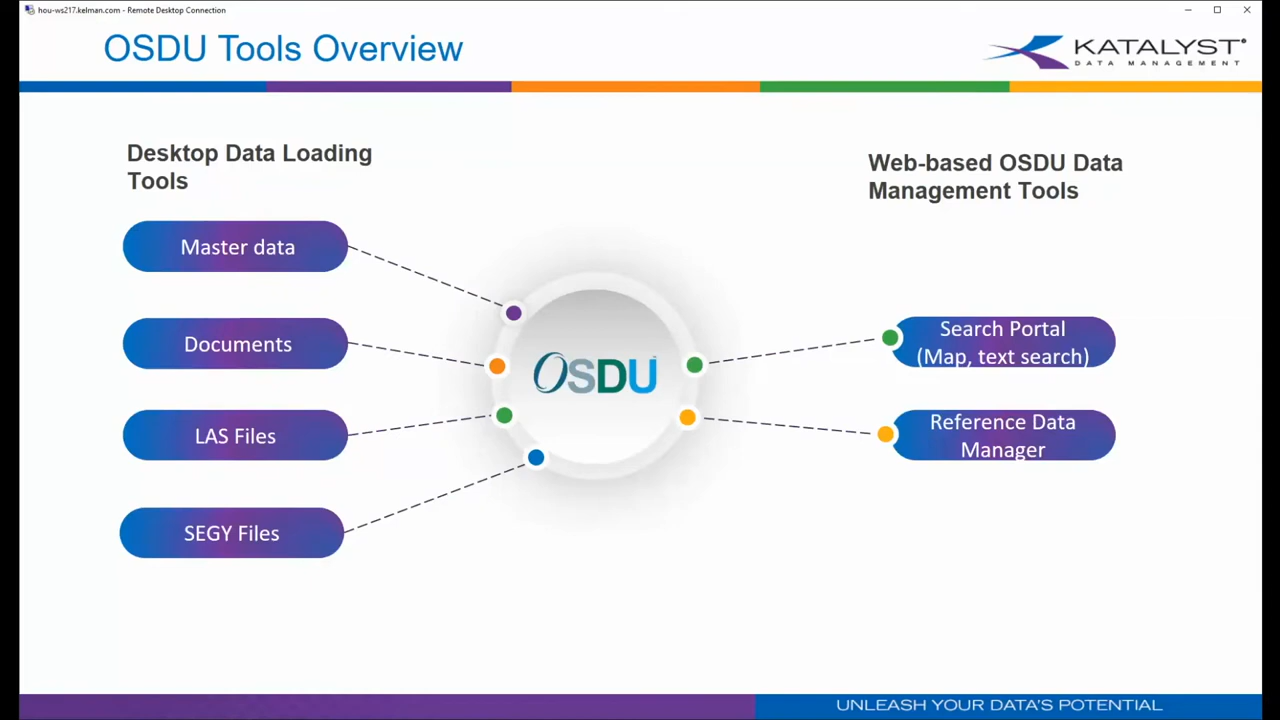 hou-ws217.kelman.com - Remote Desktop Connection
OSDU Tools Overview
KATALYST®
DATA MANAGEMENT
Desktop Data Loading
Tools
Master data
Documents
LAS Files
SEGY Files
OSDU™
Web-based OSDU Data
Management Tools
Search Portal
(Map, text search)
Reference Data
Manager
UNLEASH YOUR DATA'S POTENTIAL